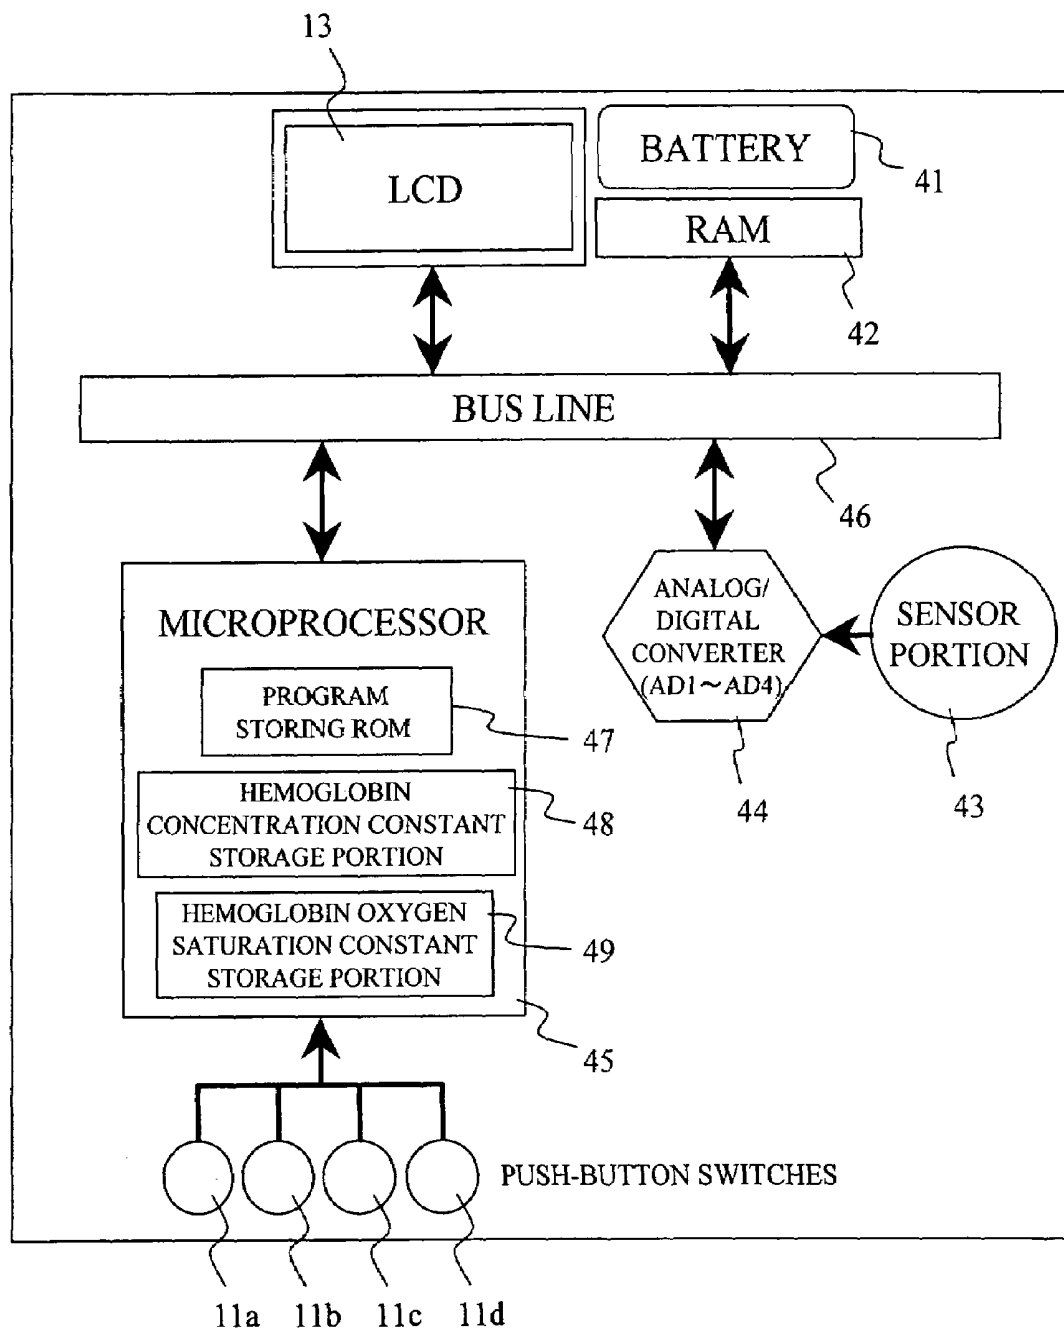 13
LCD
BATTERY
41
RAM
42
BUS LINE
46
MICROPROCESSOR
PROGRAM
STORING ROM
47
HEMOGLOBIN
CONCENTRATION CONSTANT
STORAGE PORTION
48
HEMOGLOBIN OXYGEN
SATURATION CONSTANT
STORAGE PORTION
49
45
ANALOG/
DIGITAL
CONVERTER
(AD1～AD4)
44
SENSOR
PORTION
43
PUSH-BUTTON SWITCHES
11a
11b
11c
11d